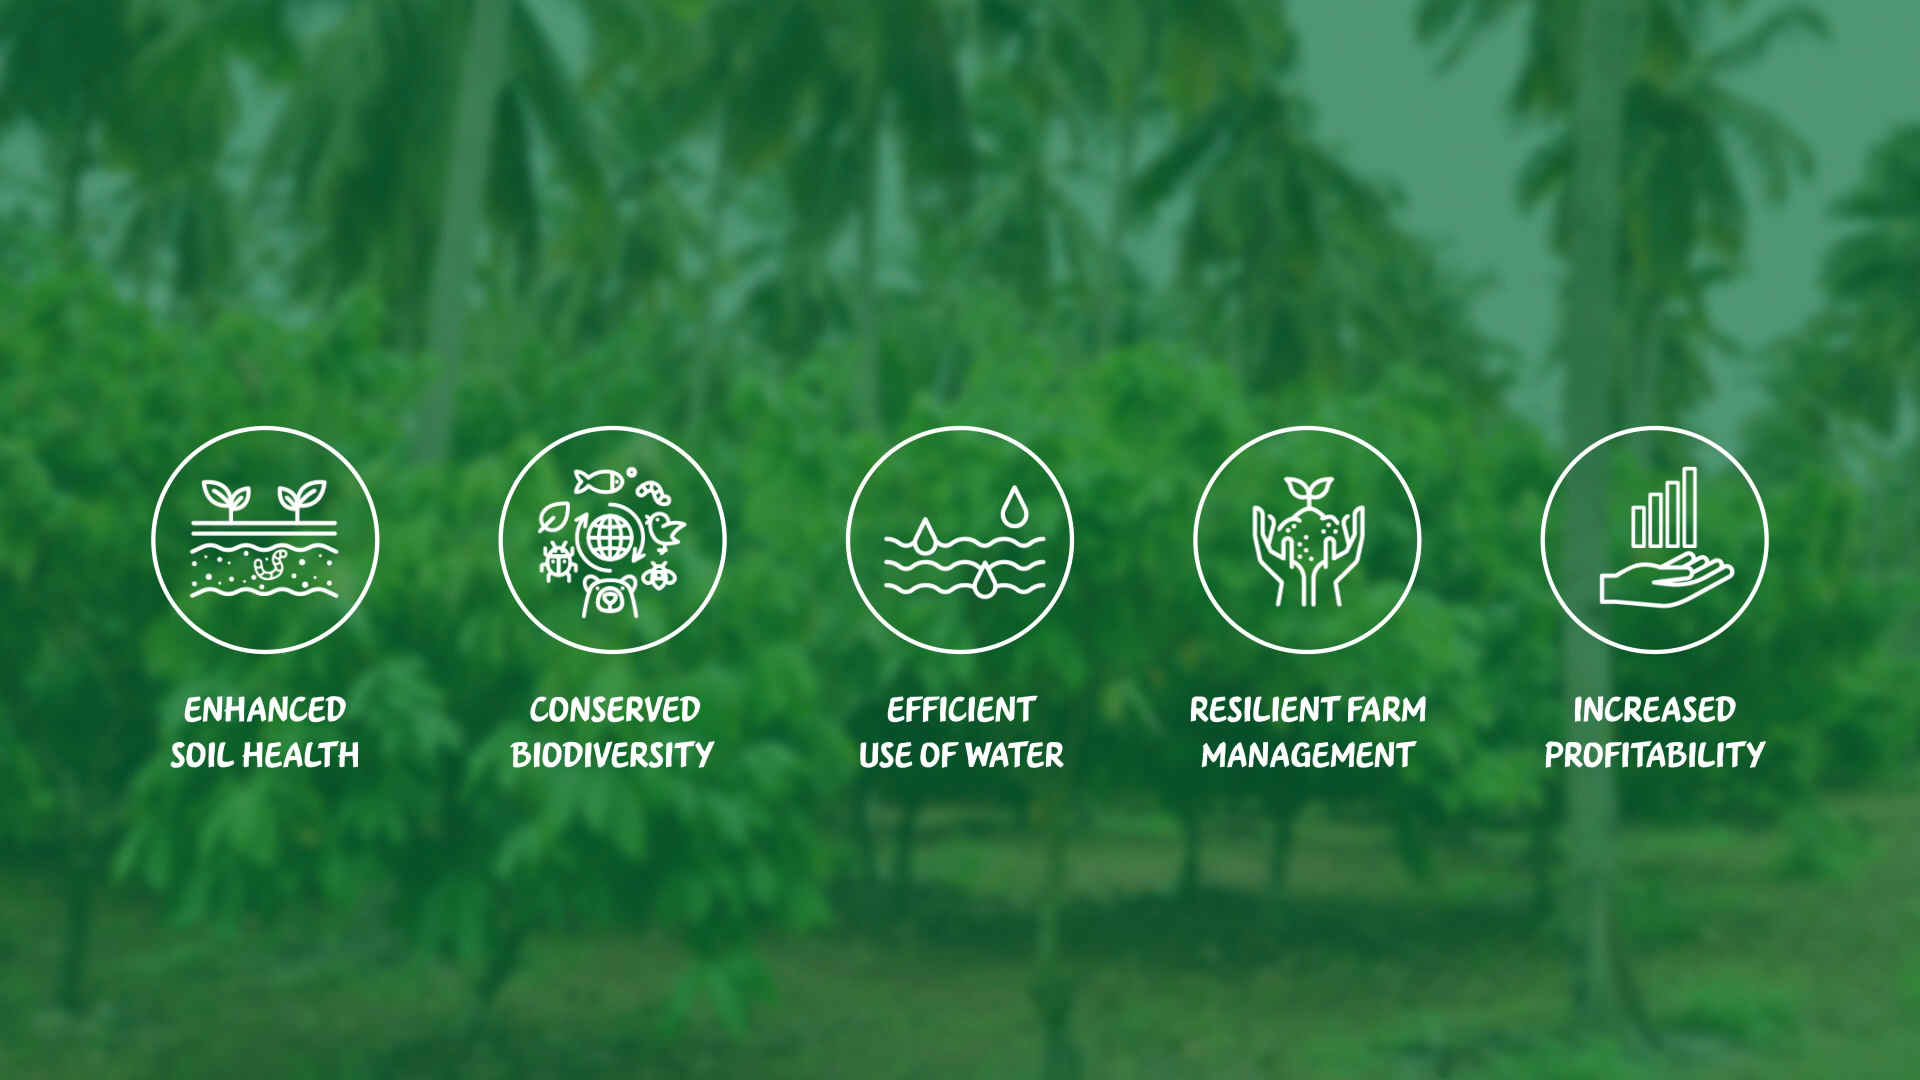 ENHANCED
SOIL HEALTH
CONSERVED
BIODIVERSITY
EFFICIENT
USE OF WATER
RESILIENT FARM
MANAGEMENT
INCREASED
PROFITABILITY